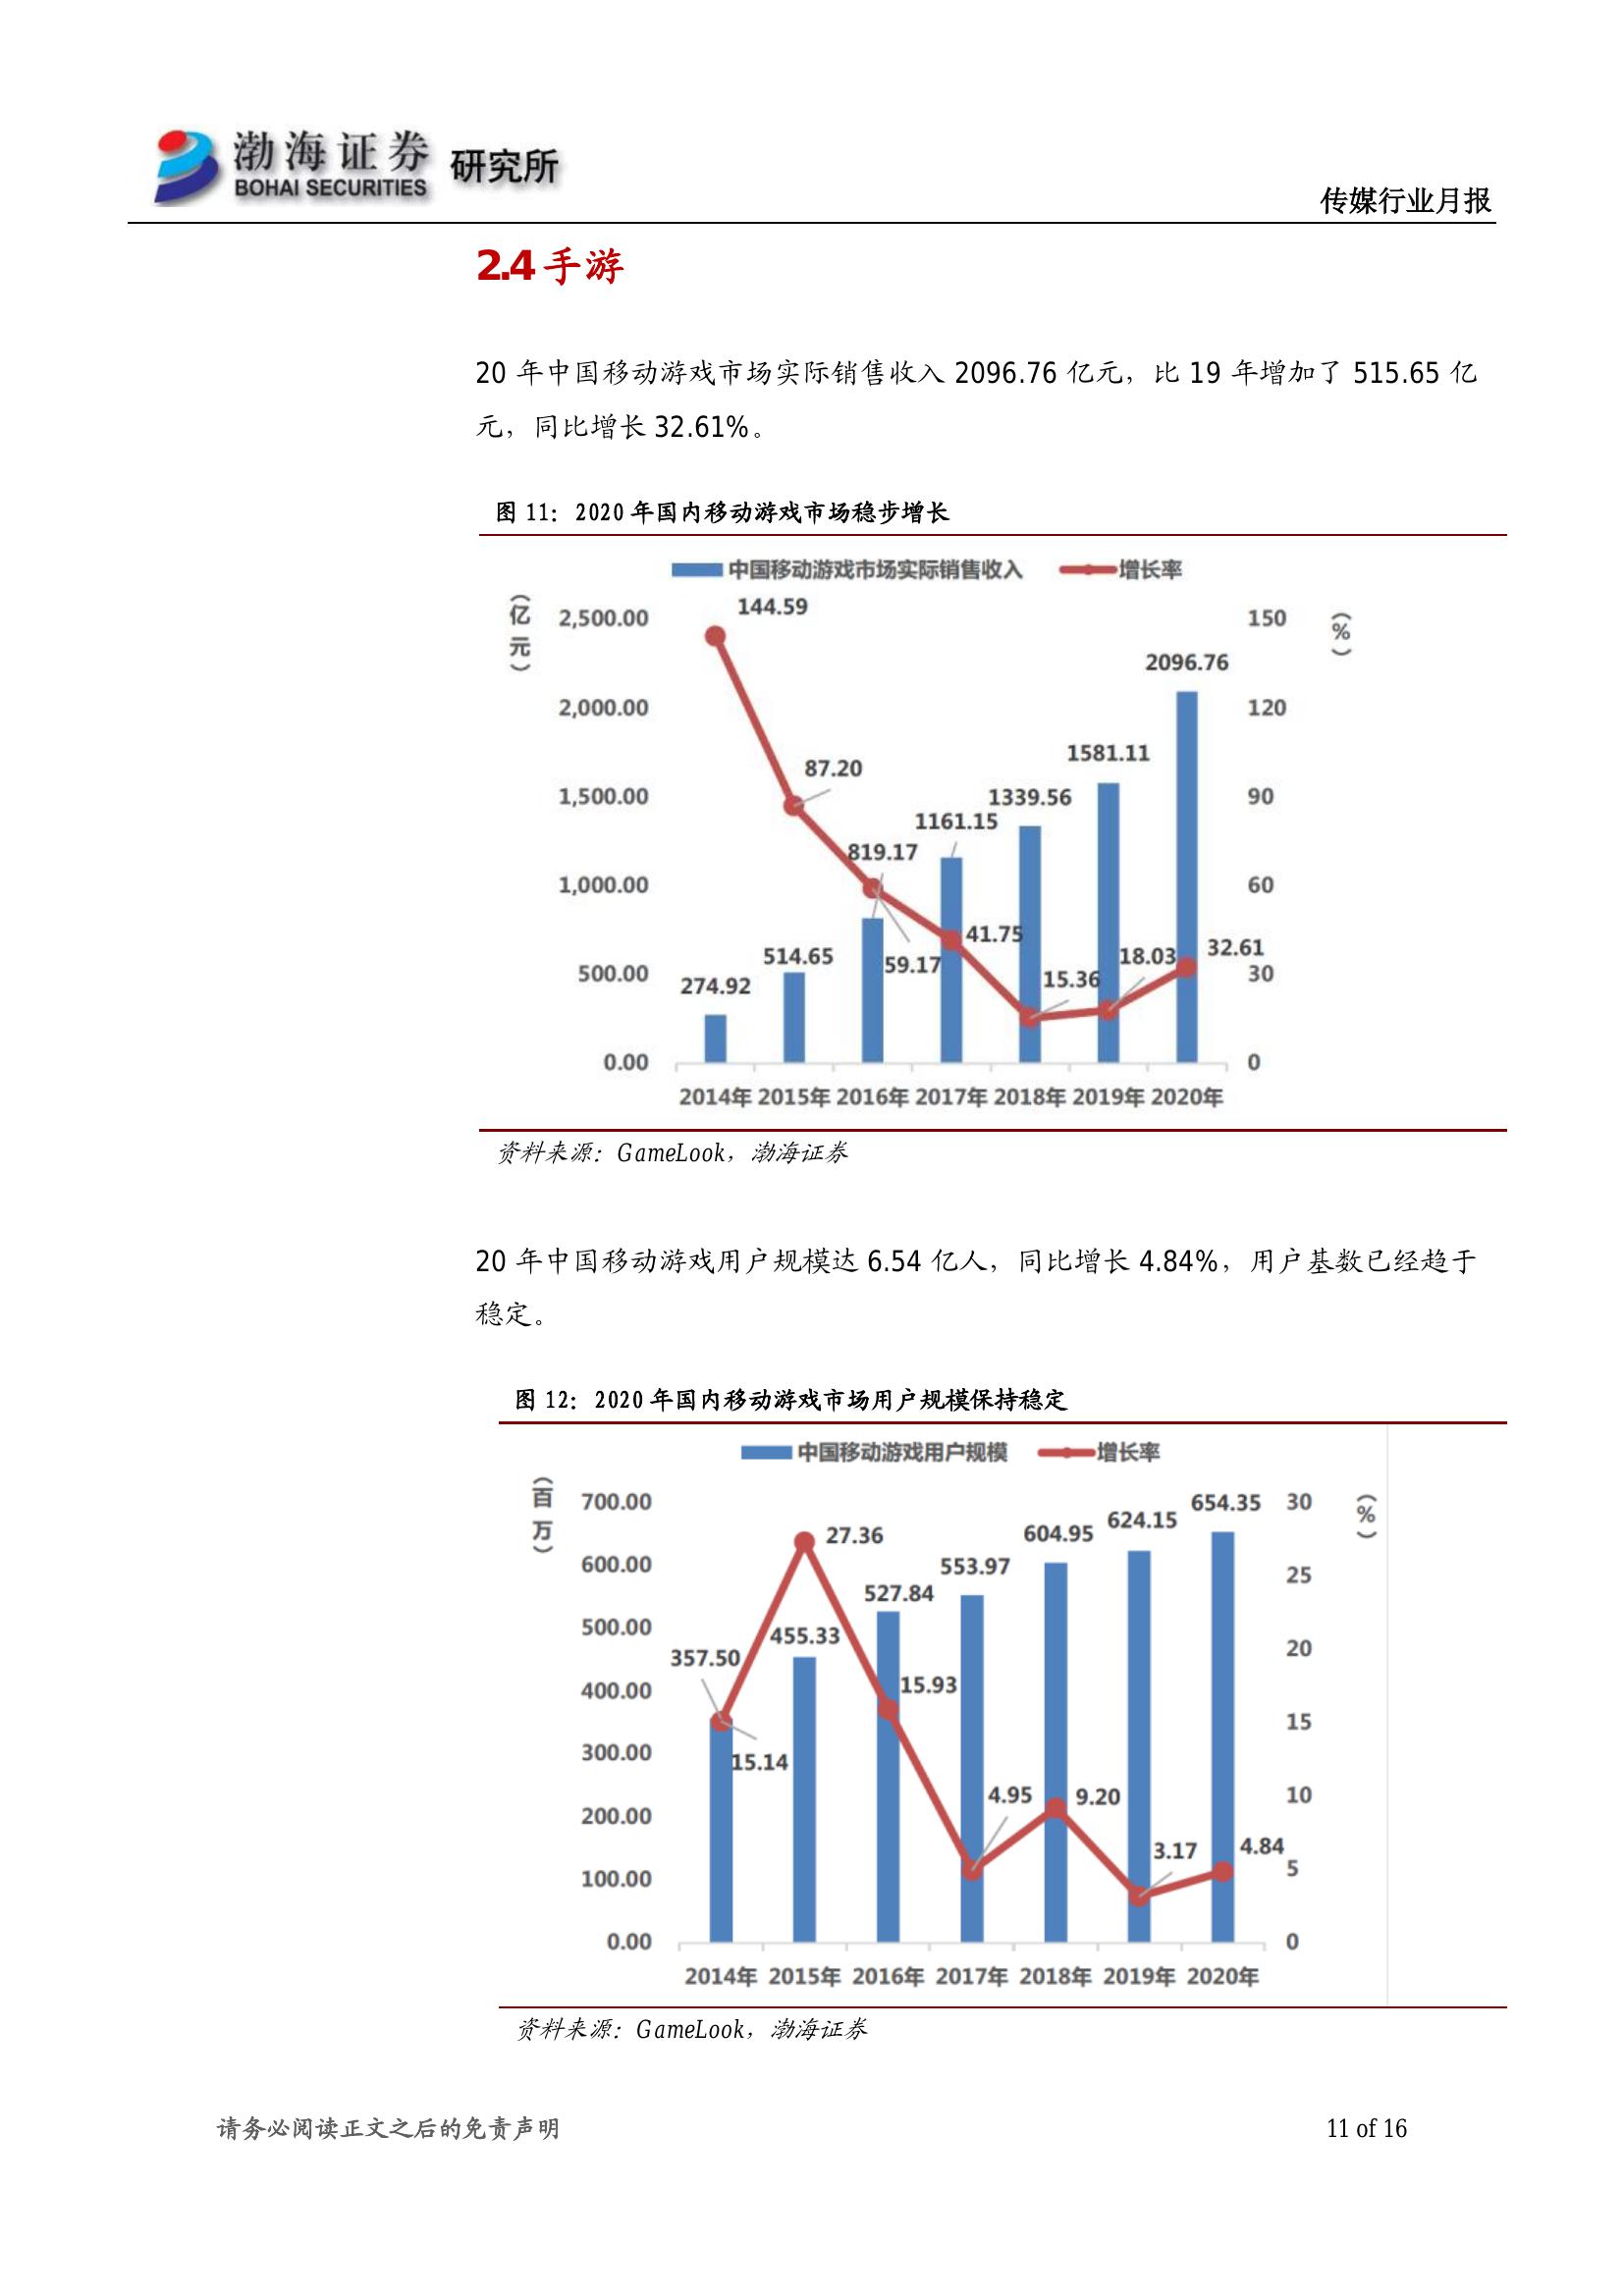 渤海证券 研究所
BOHAI SECURITIES
传媒行业月报
2.4 手游
20 年中国移动游戏市场实际销售收入 2096.76 亿元，比 19 年增加了 515.65 亿
元，同比增长 32.61%。
图 11：2020 年国内移动游戏市场稳步增长
中国移动游戏市场实际销售收入 增长率
（亿元） （%）
2,500.00
2,000.00
1,500.00
1,000.00
500.00
0.00
144.59
87.20
59.17
41.75
15.36
18.03
32.61
274.92
514.65
819.17
1161.15
1339.56
1581.11
2096.76
150
120
90
60
30
0
2014年 2015年 2016年 2017年 2018年 2019年 2020年
资料来源：GameLook，渤海证券
20 年中国移动游戏用户规模达 6.54 亿人，同比增长 4.84%，用户基数已经趋于
稳定。
图 12：2020 年国内移动游戏市场用户规模保持稳定
中国移动游戏用户规模 增长率
（百万） （%）
700.00
600.00
500.00
400.00
300.00
200.00
100.00
0.00
357.50
455.33
527.84
553.97
604.95
624.15
654.35
15.14
27.36
15.93
4.95
9.20
3.17
4.84
30
25
20
15
10
5
0
2014年 2015年 2016年 2017年 2018年 2019年 2020年
资料来源：GameLook，渤海证券
请务必阅读正文之后的免责声明 11 of 16